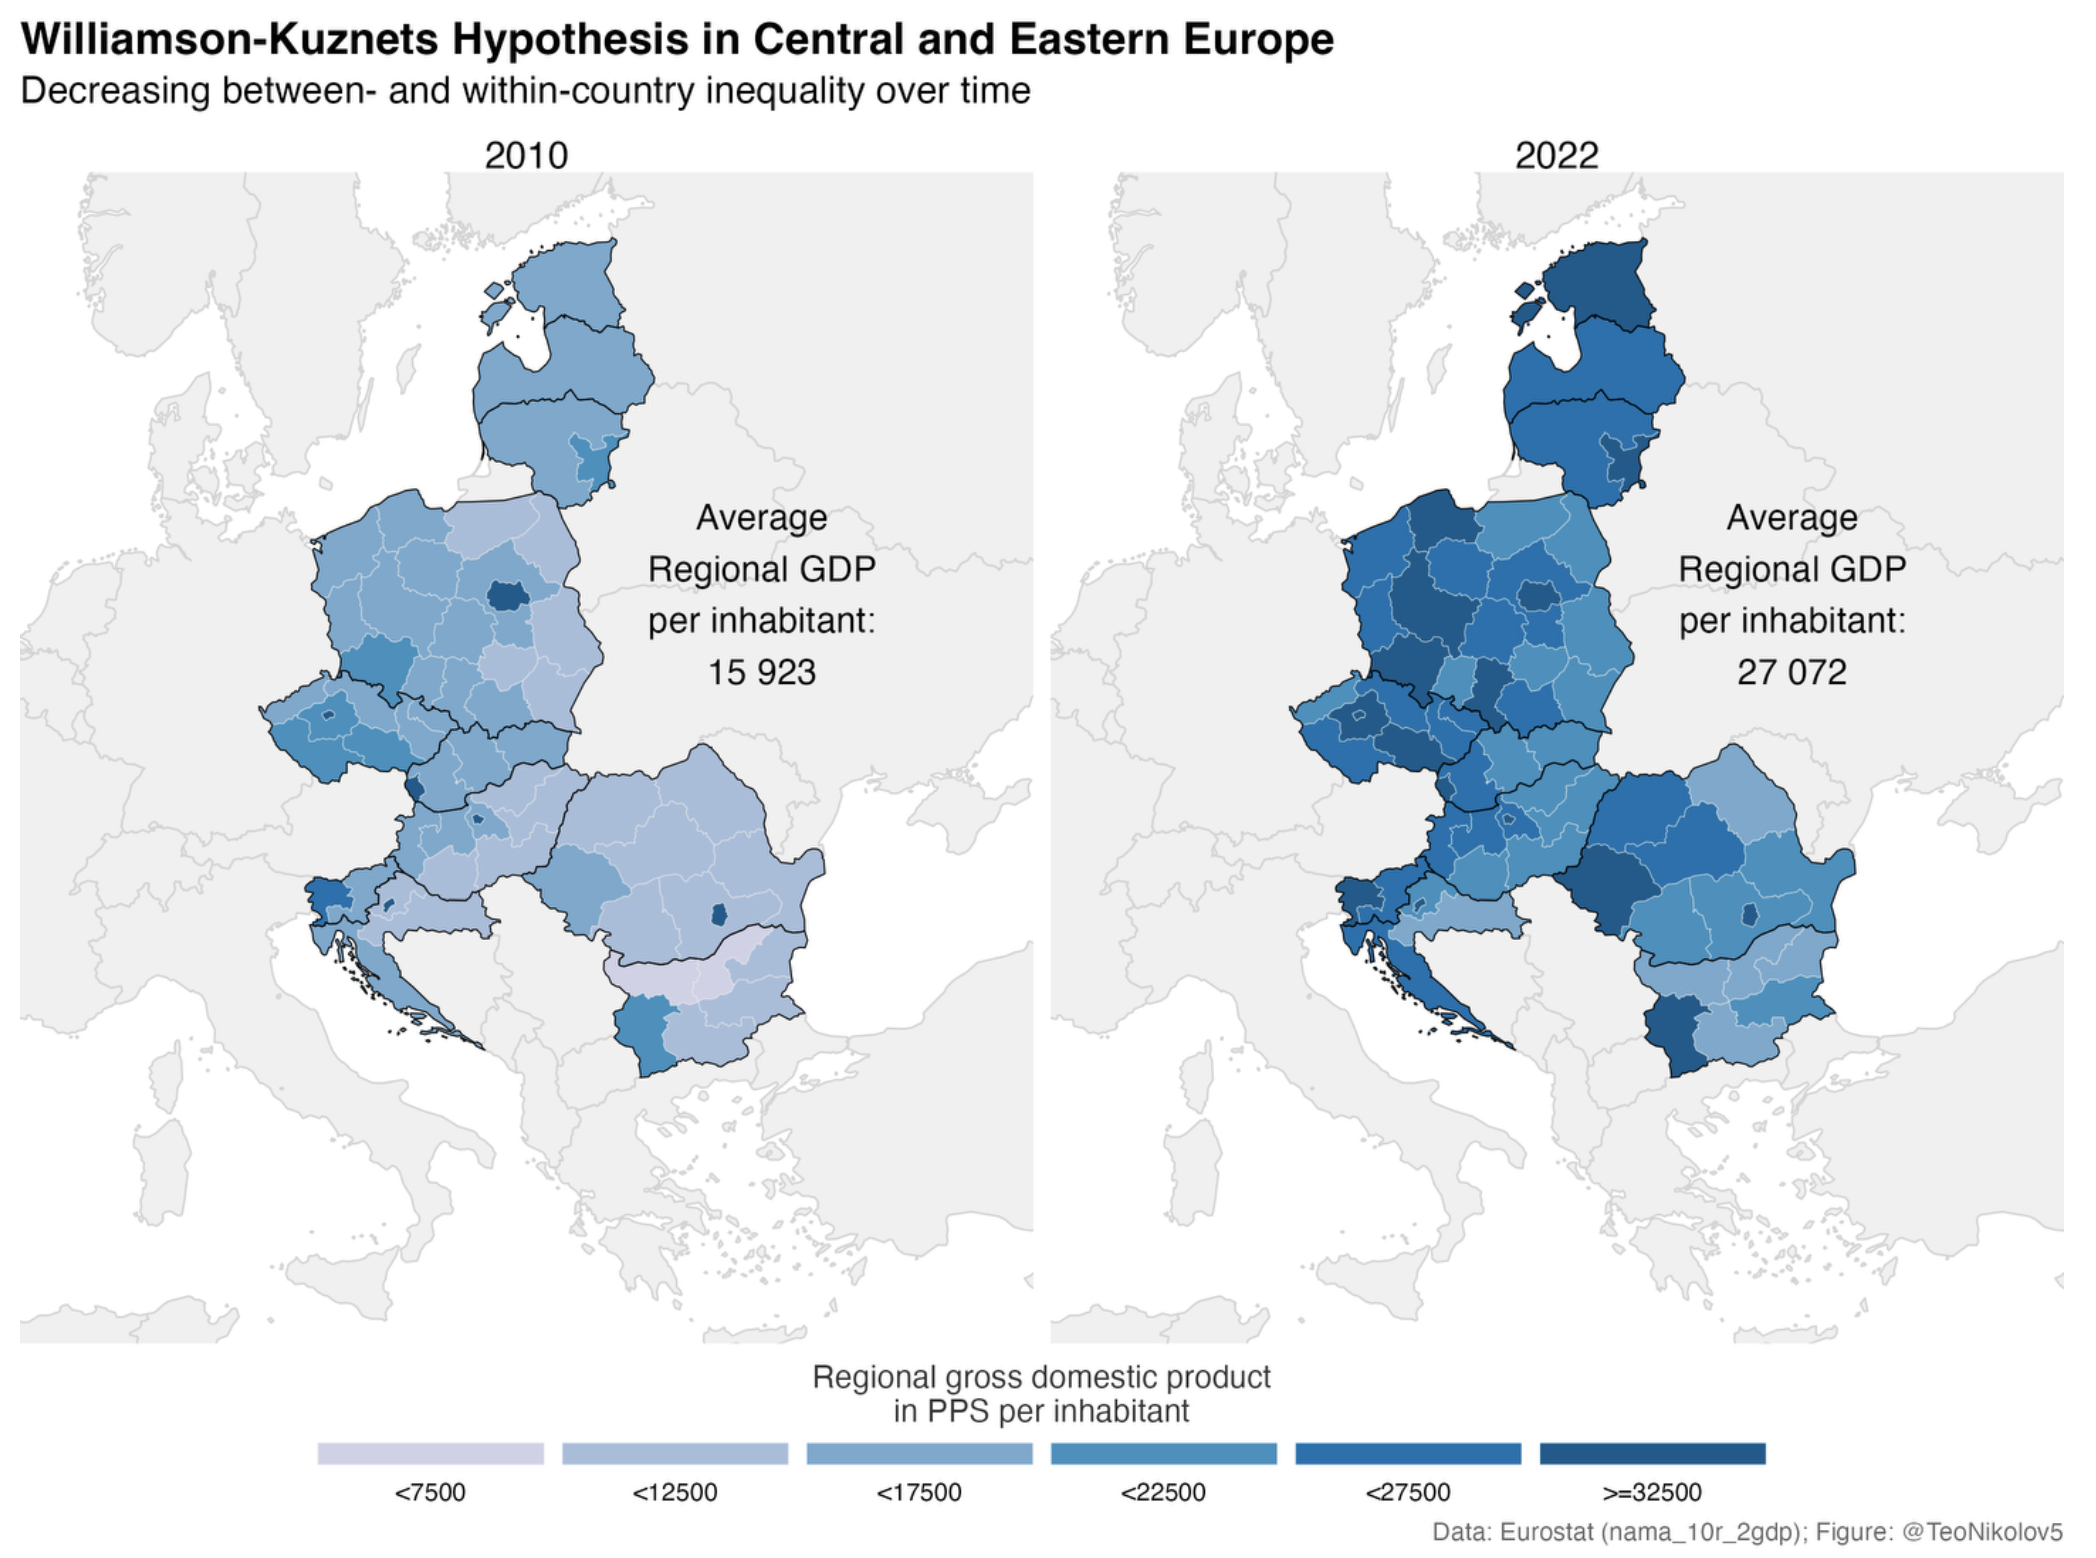 Williamson-Kuznets Hypothesis in Central and Eastern Europe
Decreasing between- and within-country inequality over time
2010
2022
Average
Regional GDP
per inhabitant:
15 923
Average
Regional GDP
per inhabitant:
27 072
Regional gross domestic product
in PPS per inhabitant
<7500
<12500
<17500
<22500
<27500
>=32500
Data: Eurostat (nama_10r_2gdp); Figure: @TeoNikolov5